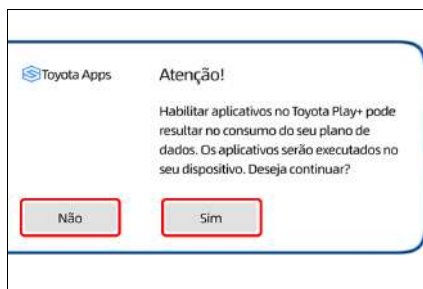 Toyota Apps
Atenção!
Habilitar aplicativos no Toyota Play+ pode
resultar no consumo do seu plano de
dados. Os aplicativos serão executados no
seu dispositivo. Deseja continuar?
Não
Sim